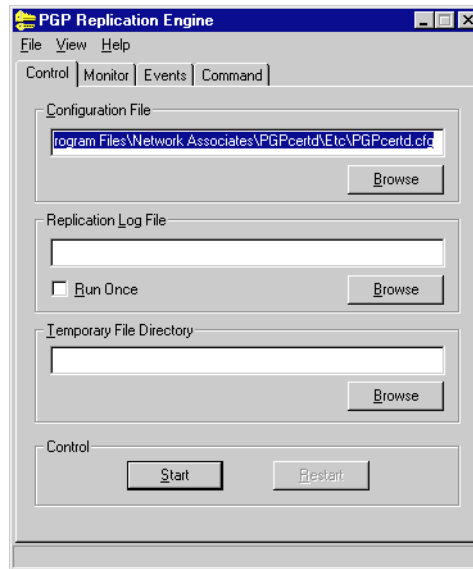 PGP Replication Engine
File View Help
Control Monitor Events Command
Configuration File
rogram Files\Network Associates\PGPcertd\Etc\PGPcertd.cfg
Browse
Replication Log File
Run Once
Browse
Temporary File Directory
Browse
Control
Start
Restart